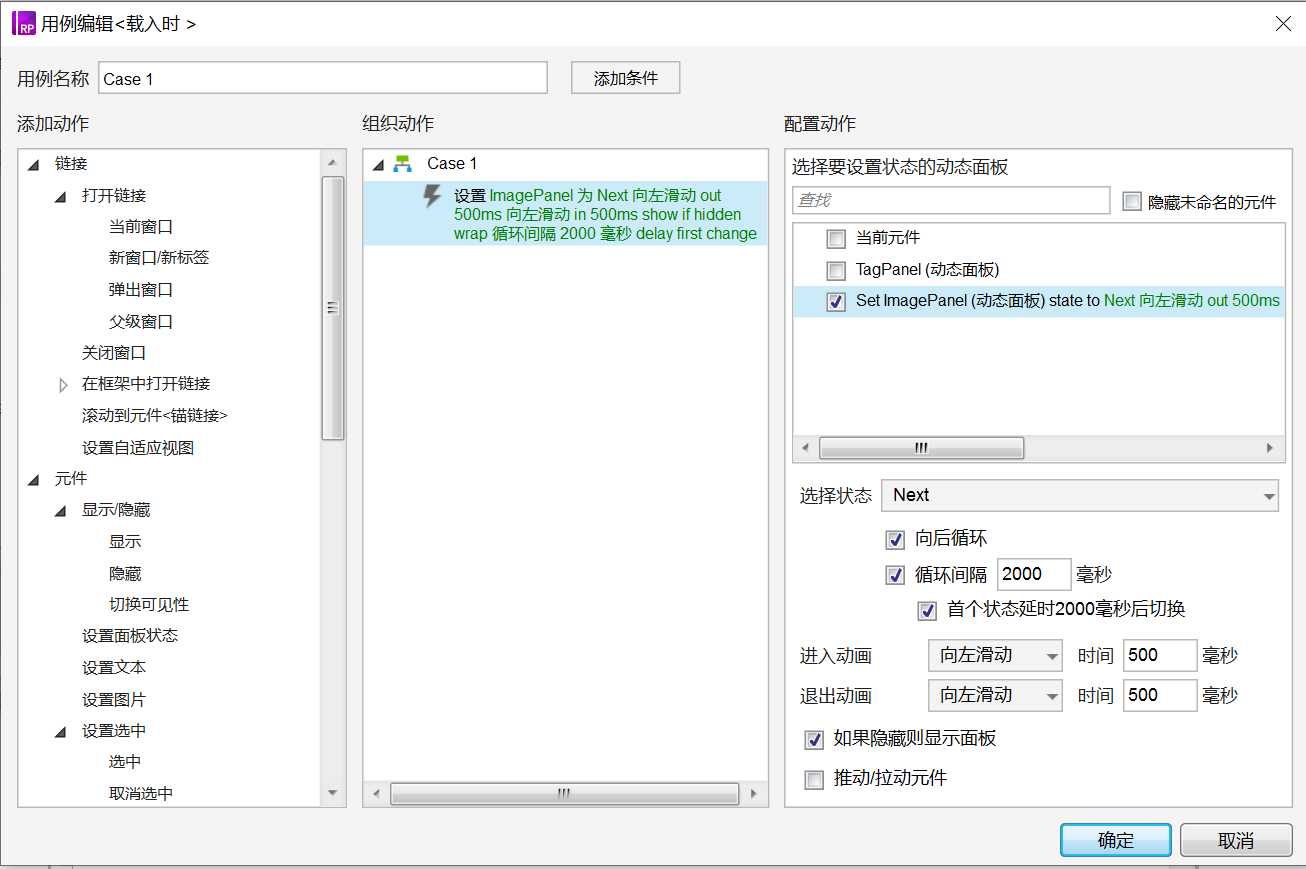 RP 用例编辑<载入时 >
用例名称 Case 1 添加条件
添加动作
链接
打开链接
当前窗口
新窗口/新标签
弹出窗口
父级窗口
关闭窗口
在框架中打开链接
滚动到元件<锚链接>
设置自适应视图
元件
显示/隐藏
显示
隐藏
切换可见性
设置面板状态
设置文本
设置图片
设置选中
选中
取消选中
组织动作
Case 1
设置 ImagePanel 为 Next 向左滑动 out
500ms 向左滑动 in 500ms show if hidden
wrap 循环间隔 2000 毫秒 delay first change
配置动作
选择要设置状态的动态面板
查找 隐藏未命名的元件
当前元件
TagPanel (动态面板)
Set ImagePanel (动态面板) state to Next 向左滑动 out 500ms
选择状态 Next
向后循环
循环间隔 2000 毫秒
首个状态延时2000毫秒后切换
进入动画 向左滑动 时间 500 毫秒
退出动画 向左滑动 时间 500 毫秒
如果隐藏则显示面板
推动/拉动元件
确定 取消